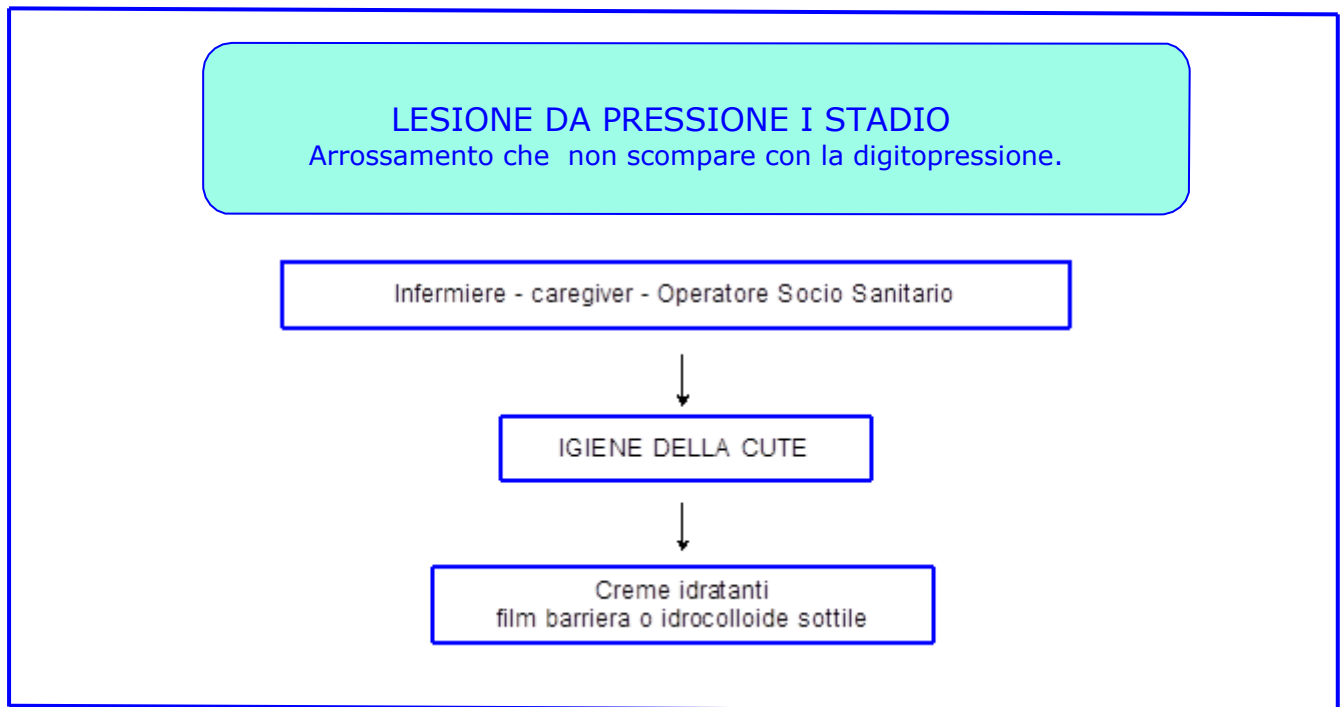 LESIONE DA PRESSIONE I STADIO
Arrossamento che  non scompare con la digitopressione.
Infermiere - caregiver - Operatore Socio Sanitario
IGIENE DELLA CUTE
Creme idratanti
film barriera o idrocolloide sottile